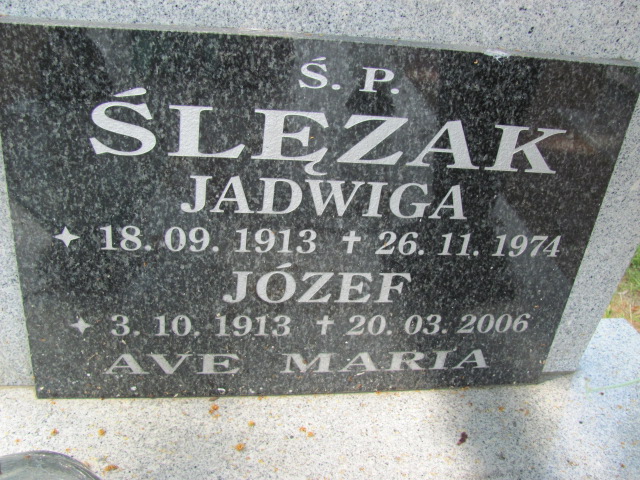 Ś. P.
ŚLĘZAK
JADWIGA
✦ 18. 09. 1913 ✝ 26. 11. 1974
JÓZEF
✦ 3. 10. 1913 ✝ 20. 03. 2006
AVE MARIA